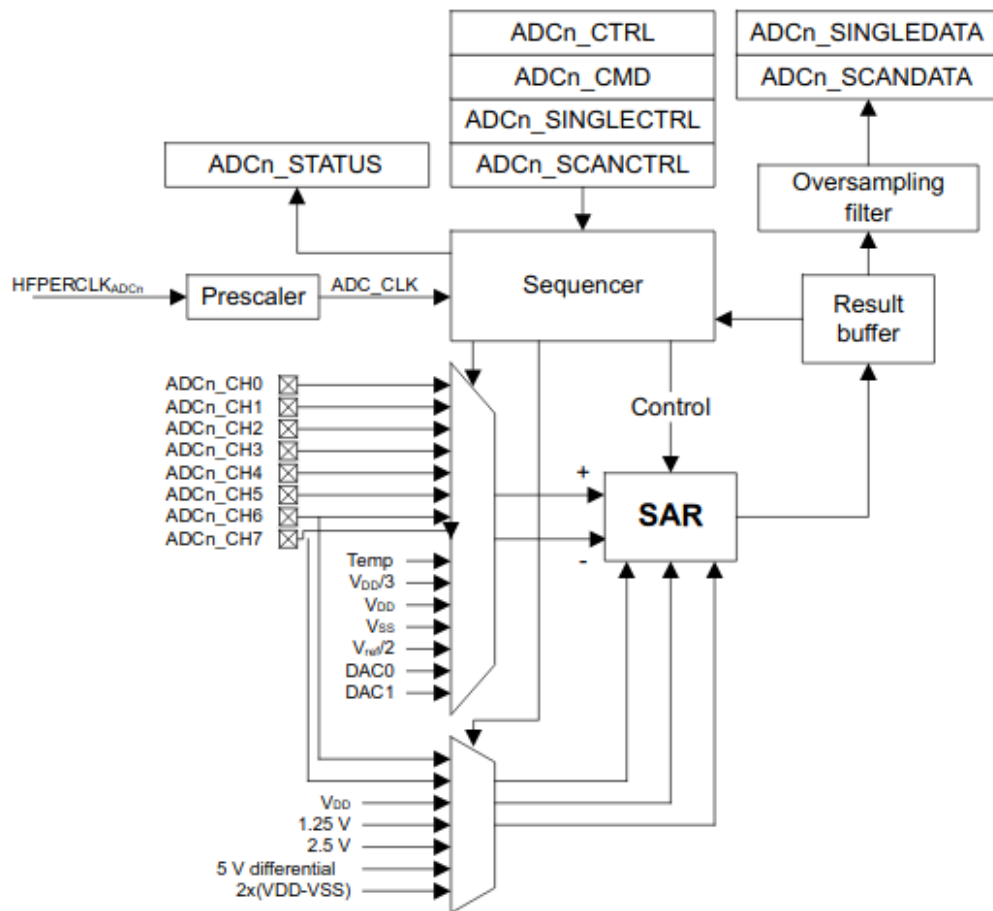 ADCn_CTRL
ADCn_CMD
ADCn_SINGLECTRL
ADCn_SCANCTRL
ADCn_SINGLEDATA
ADCn_SCANDATA
ADCn_STATUS
Oversampling
filter
HFPERCLKADCn
Prescaler
ADC_CLK
Sequencer
Result
buffer
ADCn_CH0
ADCn_CH1
ADCn_CH2
ADCn_CH3
ADCn_CH4
ADCn_CH5
ADCn_CH6
ADCn_CH7
Control
+
SAR
-
Temp
VDD/3
VDD
VSS
Vref/2
DAC0
DAC1
VDD
1.25 V
2.5 V
5 V differential
2x(VDD-VSS)